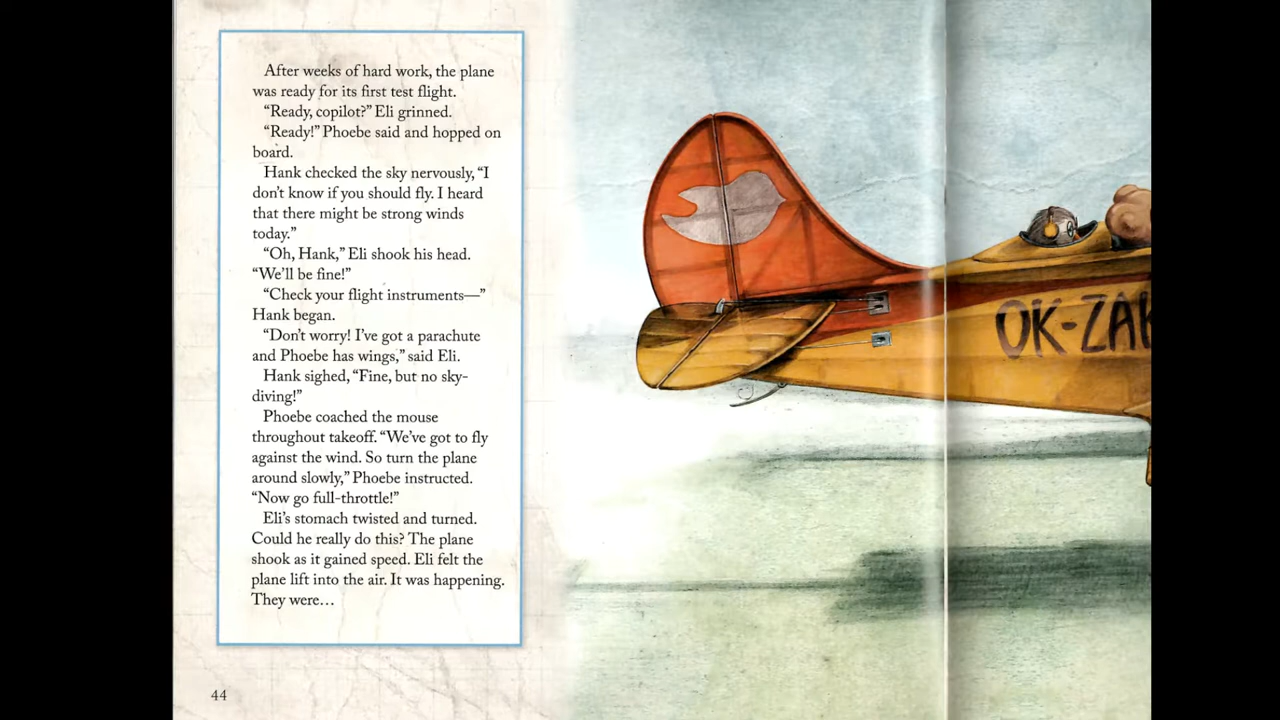 After weeks of hard work, the plane
was ready for its first test flight.
“Ready, copilot?” Eli grinned.
“Ready!” Phoebe said and hopped on
board.
Hank checked the sky nervously, “I
don’t know if you should fly. I heard
that there might be strong winds
today.”
“Oh, Hank,” Eli shook his head.
“We’ll be fine!”
“Check your flight instruments—”
Hank began.
“Don’t worry! I’ve got a parachute
and Phoebe has wings,” said Eli.
Hank sighed, “Fine, but no sky-
diving!”
Phoebe coached the mouse
throughout takeoff. “We’ve got to fly
against the wind. So turn the plane
around slowly,” Phoebe instructed.
“Now go full-throttle!”
Eli’s stomach twisted and turned.
Could he really do this? The plane
shook as it gained speed. Eli felt the
plane lift into the air. It was happening.
They were…
44